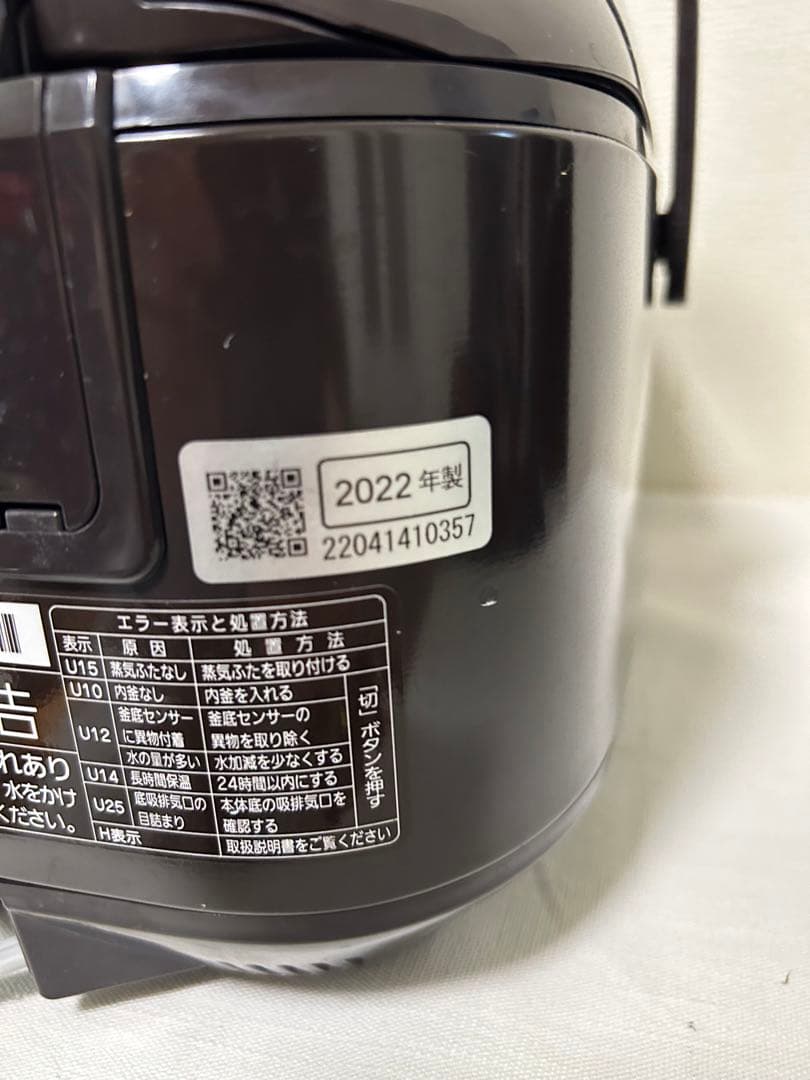 2022 年製
22041410357
エラー表示と処置方法
表示 原因 処置方法
U15 蒸気ふたなし 蒸気ふたを取り付ける
U10 内釜なし 内釜を入れる
U12 釜底センサーに異物付着 釜底センサーの異物を取り除く
水の量が多い 水加減を少なくする
U14 長時間保温 24時間以内にする
U25 底吸排気口の目詰まり 本体底の吸排気口を確認する
「切」ボタンを押す
H表示 取扱説明書をご覧ください
告
れあり
水をかけ
ください。